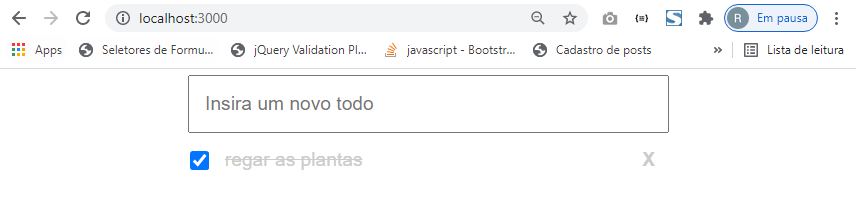 localhost:3000
R Em pausa
Apps Seletores de Formu... jQuery Validation Pl... javascript - Bootstr... Cadastro de posts » Lista de leitura
Insira um novo todo
regar as plantas X